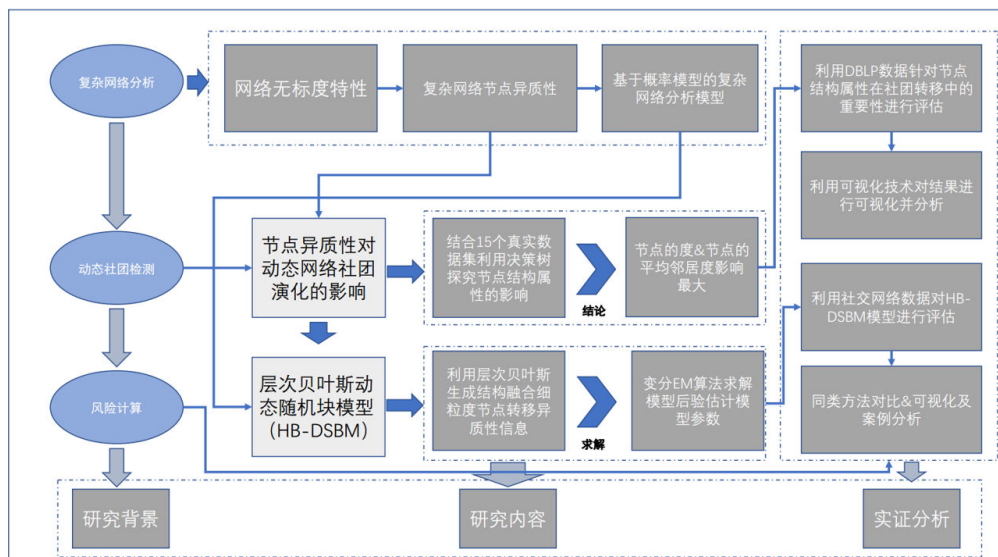 复杂网络分析
网络无标度特性
复杂网络节点异质性
基于概率模型的复杂
网络分析模型
利用DBLP数据针对节点
结构属性在社团转移中的
重要性进行评估
利用可视化技术对结果进
行可视化并分析
动态社团检测
节点异质性对
动态网络社团
演化的影响
结合15个真实数
据集利用决策树
探究节点结构属
性的影响
结论
节点的度&节点的
平均邻居度影响
最大
利用社交网络数据对HB-
DSBM模型进行评估
风险计算
层次贝叶斯动
态随机块模型
(HB-DSBM)
利用层次贝叶斯
生成结构融合细
粒度节点转移异
质性信息
求解
变分EM算法求解
模型后验估计模
型参数
同类方法对比&可视化及
案例分析
研究背景
研究内容
实证分析